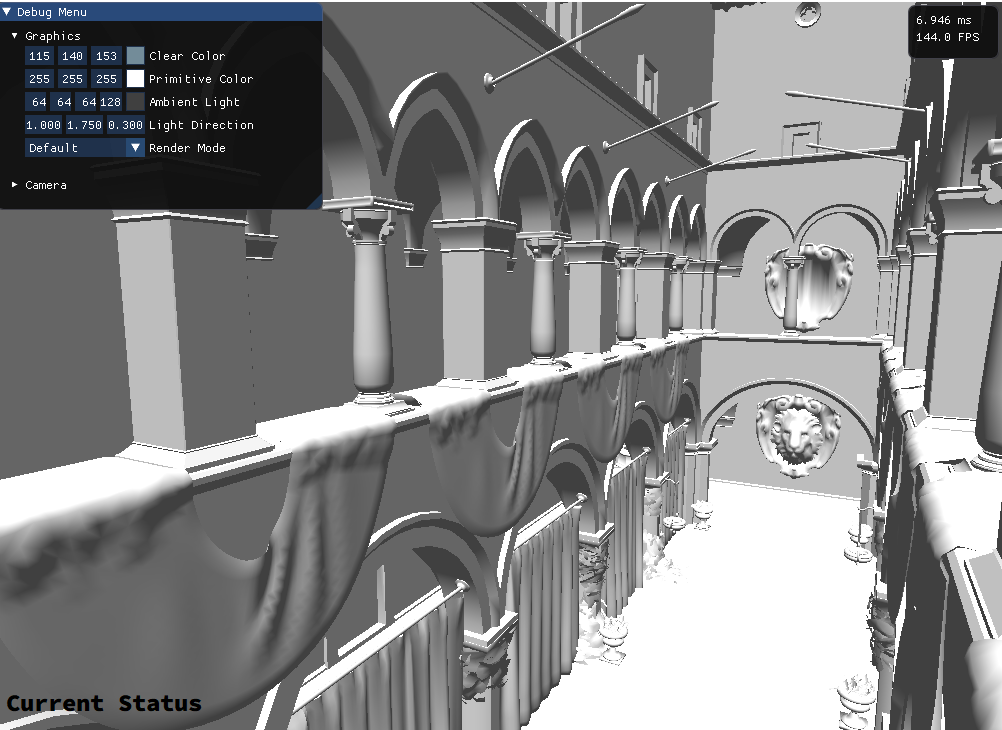 Debug Menu
Graphics
115 140 153 Clear Color
255 255 255 Primitive Color
64 64 64 128 Ambient Light
1.000 1.750 0.300 Light Direction
Default Render Mode
Camera
6.946 ms
144.0 FPS
Current Status